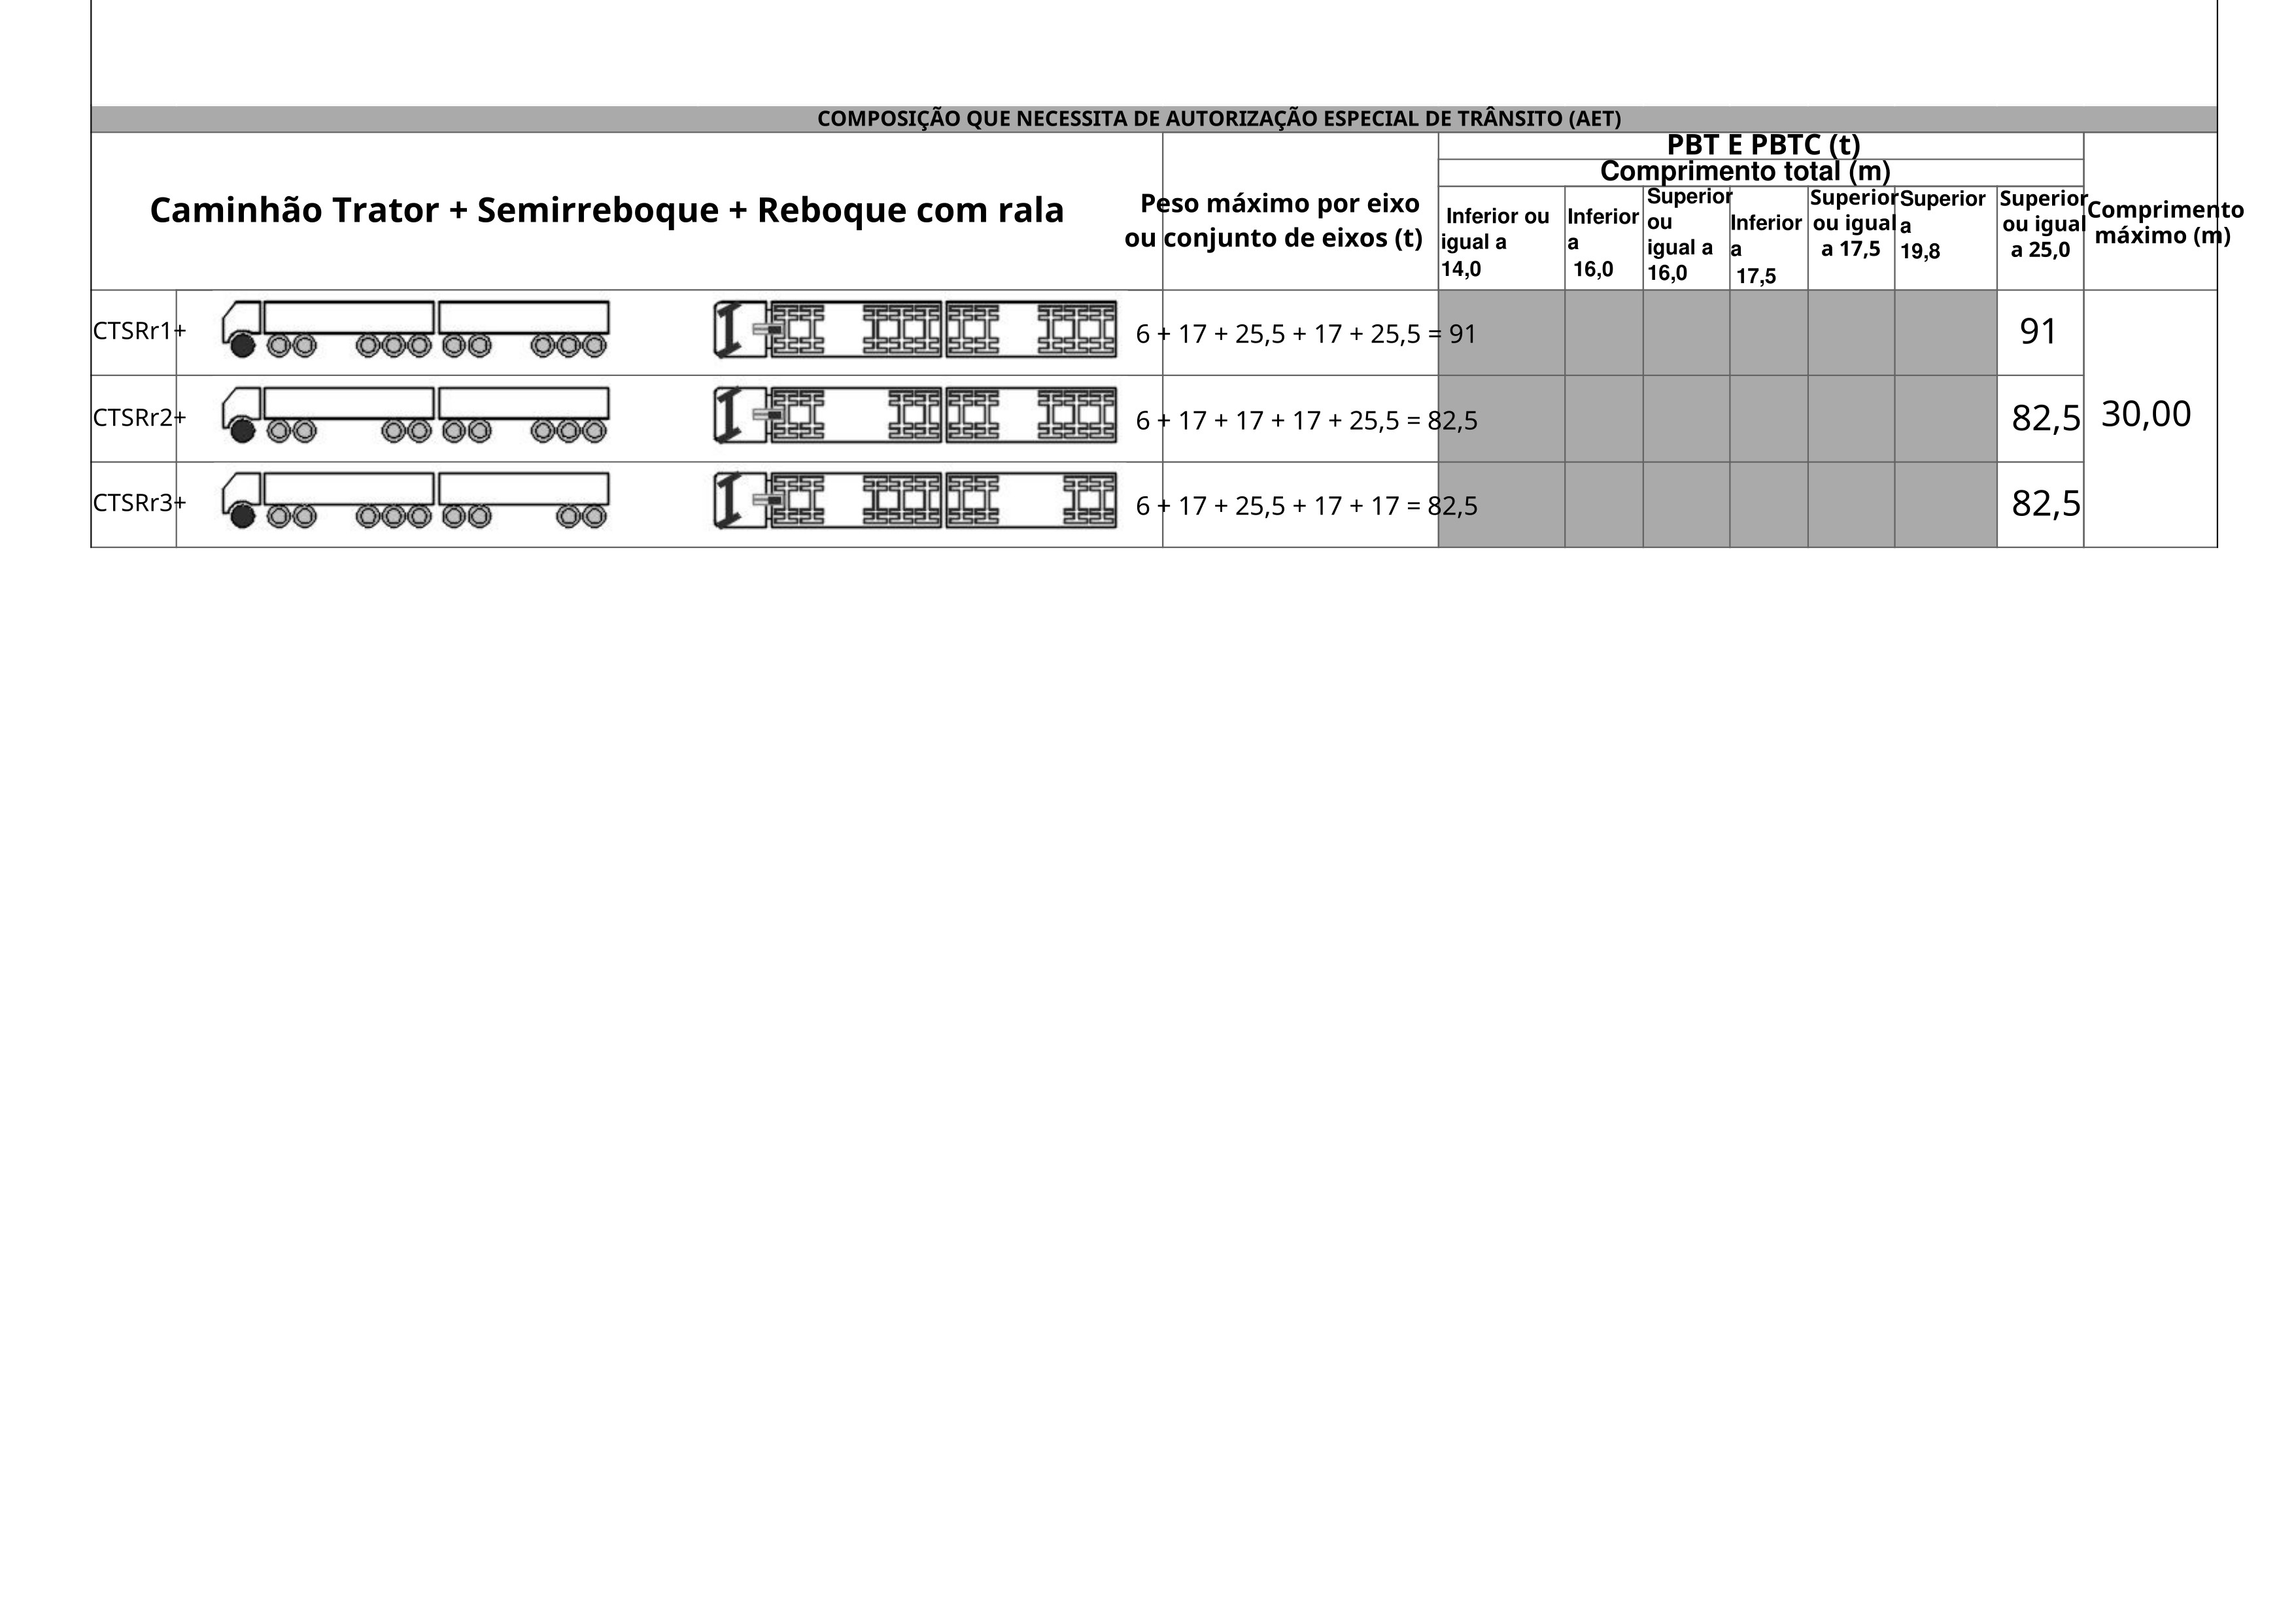 COMPOSIÇÃO QUE NECESSITA DE AUTORIZAÇÃO ESPECIAL DE TRÂNSITO (AET)
Caminhão Trator + Semirreboque + Reboque com rala
Peso máximo por eixo
ou conjunto de eixos (t)
PBT E PBTC (t)
Comprimento total (m)
Inferior ou
igual a
14,0
Inferior
a
16,0
Superior
ou
igual a
16,0
Inferior
a
17,5
Superior
ou igual
a 17,5
Superior
a
19,8
Superior
ou igual
a 25,0
Comprimento
máximo (m)
CTSRr1+
6 + 17 + 25,5 + 17 + 25,5 = 91
91
CTSRr2+
6 + 17 + 17 + 17 + 25,5 = 82,5
82,5
30,00
CTSRr3+
6 + 17 + 25,5 + 17 + 17 = 82,5
82,5